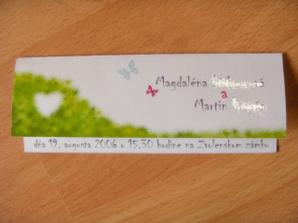 Magdaléna
a
Martin
dňa 19. augusta 2006 o 15,30 hodine na Zvolenskom zámku